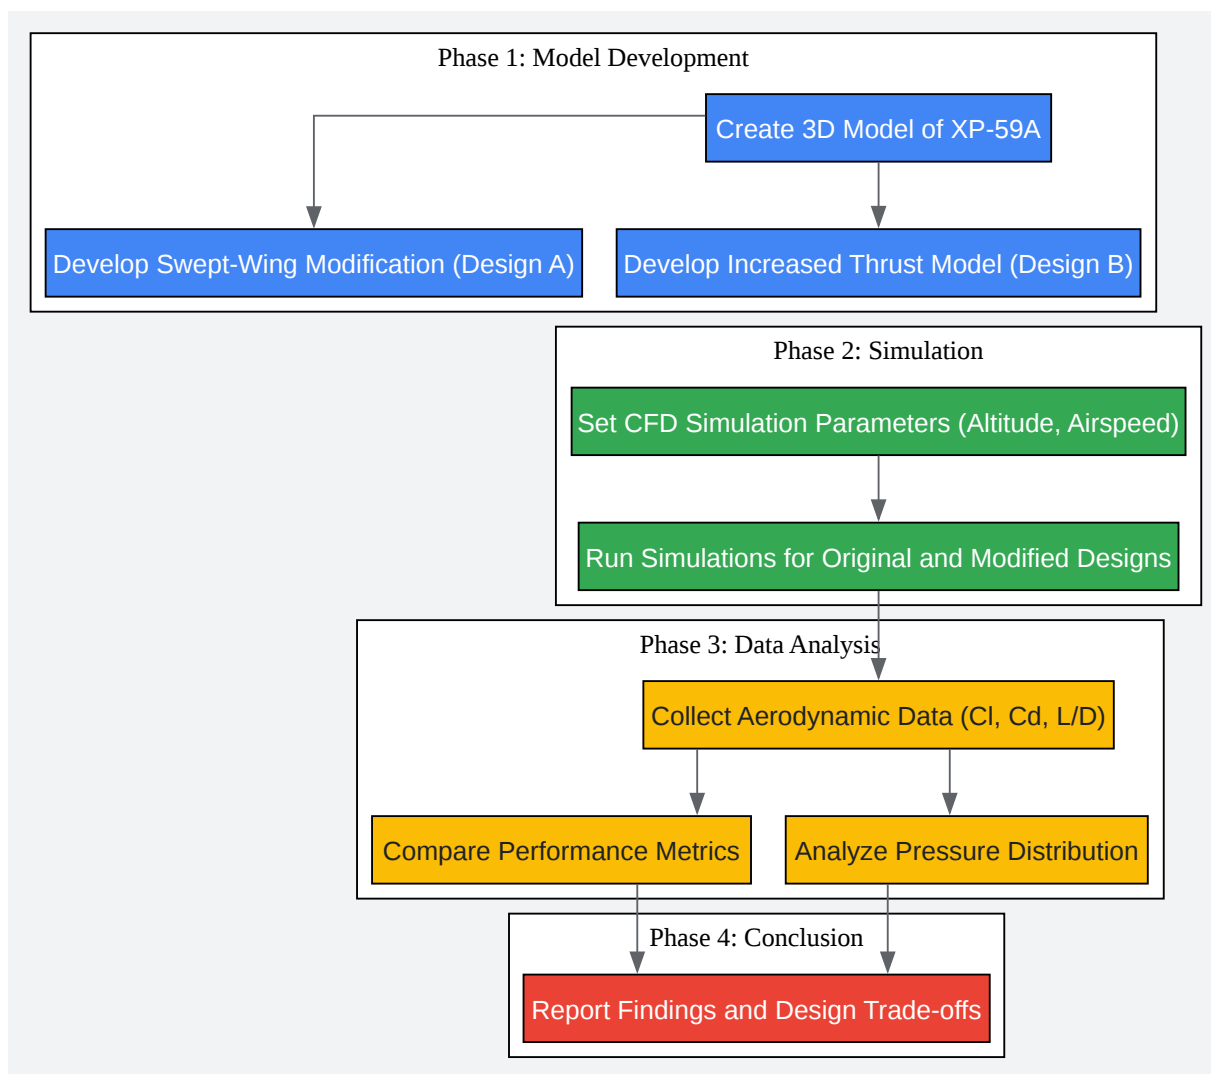 Phase 1: Model Development
Create 3D Model of XP-59A
Develop Swept-Wing Modification (Design A)
Develop Increased Thrust Model (Design B)
Phase 2: Simulation
Set CFD Simulation Parameters (Altitude, Airspeed)
Run Simulations for Original and Modified Designs
Phase 3: Data Analysis
Collect Aerodynamic Data (Cl, Cd, L/D)
Compare Performance Metrics
Analyze Pressure Distribution
Phase 4: Conclusion
Report Findings and Design Trade-offs